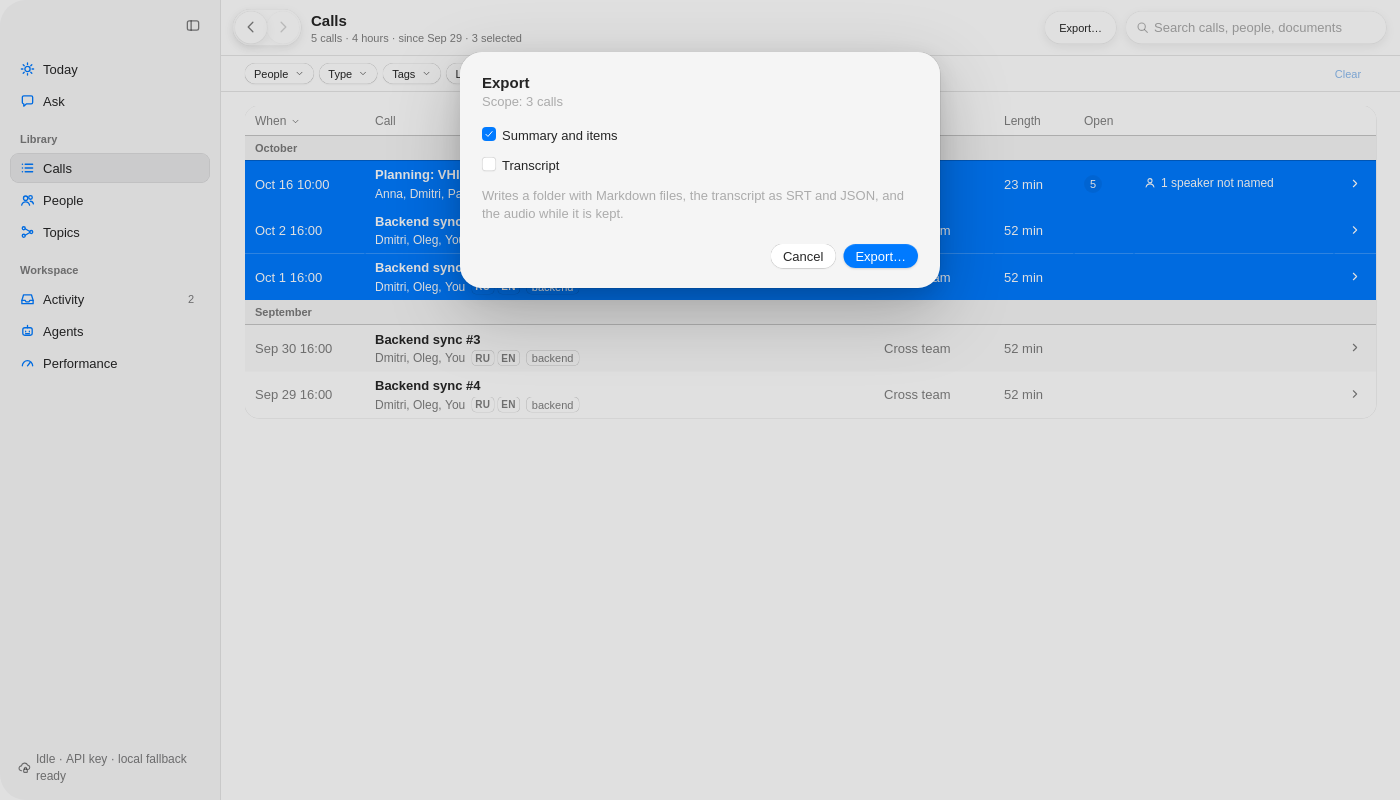 Calls
5 calls · 4 hours · since Sep 29 · 3 selected
Export…
Search calls, people, documents
Today
Ask
Library
Calls
People
Topics
Workspace
Activity 2
Agents
Performance
Idle · API key · local fallback
ready
People
Type
Tags
Clear
When
Call
Length
Open
October
Oct 16 10:00
Planning:
Anna, Dmitri,
23 min
5
1 speaker not named
Oct 2 16:00
Backend sync
Dmitri, Oleg,
52 min
Oct 1 16:00
Backend sync
Dmitri, Oleg, You
52 min
September
Sep 30 16:00
Backend sync #3
Dmitri, Oleg, You RU EN backend
Cross team
52 min
Sep 29 16:00
Backend sync #4
Dmitri, Oleg, You RU EN backend
Cross team
52 min
Export
Scope: 3 calls
Summary and items
Transcript
Writes a folder with Markdown files, the transcript as SRT and JSON, and
the audio while it is kept.
Cancel
Export…